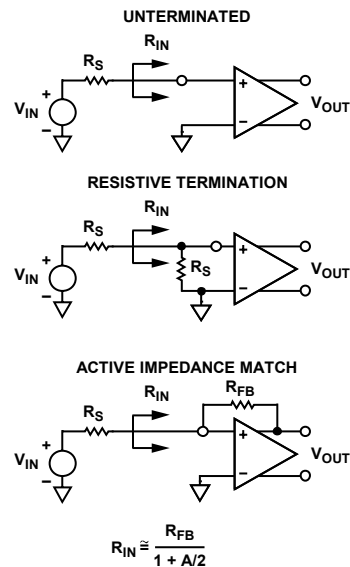 UNTERMINATED
R_IN
R_S
V_IN
+
–
+
–
V_OUT
RESISTIVE TERMINATION
R_IN
R_S
R_S
V_IN
+
–
+
–
V_OUT
ACTIVE IMPEDANCE MATCH
R_IN
R_FB
R_S
V_IN
+
–
+
–
V_OUT
R_IN ≅ R_FB / 1 + A/2